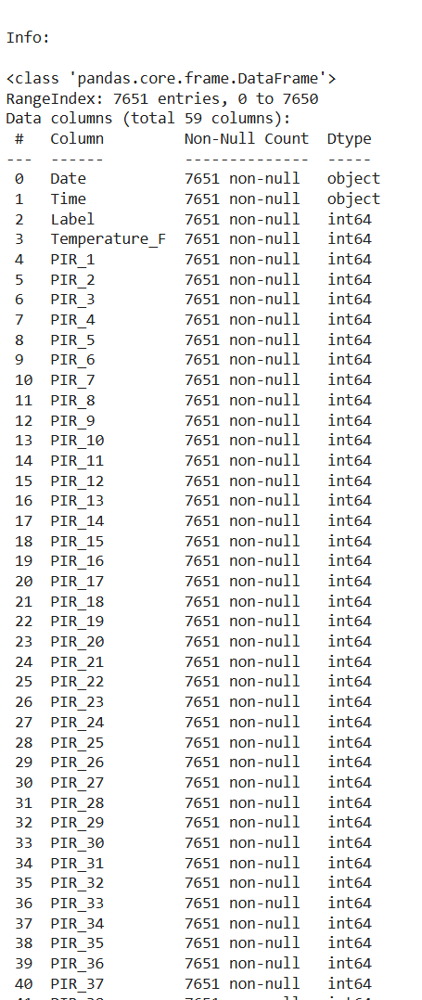 Info:
<class 'pandas.core.frame.DataFrame'>
RangeIndex: 7651 entries, 0 to 7650
Data columns (total 59 columns):
 #   Column         Non-Null Count  Dtype
---  ------         --------------  -----
 0   Date           7651 non-null   object
 1   Time           7651 non-null   object
 2   Label          7651 non-null   int64
 3   Temperature_F  7651 non-null   int64
 4   PIR_1          7651 non-null   int64
 5   PIR_2          7651 non-null   int64
 6   PIR_3          7651 non-null   int64
 7   PIR_4          7651 non-null   int64
 8   PIR_5          7651 non-null   int64
 9   PIR_6          7651 non-null   int64
 10  PIR_7          7651 non-null   int64
 11  PIR_8          7651 non-null   int64
 12  PIR_9          7651 non-null   int64
 13  PIR_10         7651 non-null   int64
 14  PIR_11         7651 non-null   int64
 15  PIR_12         7651 non-null   int64
 16  PIR_13         7651 non-null   int64
 17  PIR_14         7651 non-null   int64
 18  PIR_15         7651 non-null   int64
 19  PIR_16         7651 non-null   int64
 20  PIR_17         7651 non-null   int64
 21  PIR_18         7651 non-null   int64
 22  PIR_19         7651 non-null   int64
 23  PIR_20         7651 non-null   int64
 24  PIR_21         7651 non-null   int64
 25  PIR_22         7651 non-null   int64
 26  PIR_23         7651 non-null   int64
 27  PIR_24         7651 non-null   int64
 28  PIR_25         7651 non-null   int64
 29  PIR_26         7651 non-null   int64
 30  PIR_27         7651 non-null   int64
 31  PIR_28         7651 non-null   int64
 32  PIR_29         7651 non-null   int64
 33  PIR_30         7651 non-null   int64
 34  PIR_31         7651 non-null   int64
 35  PIR_32         7651 non-null   int64
 36  PIR_33         7651 non-null   int64
 37  PIR_34         7651 non-null   int64
 38  PIR_35         7651 non-null   int64
 39  PIR_36         7651 non-null   int64
 40  PIR_37         7651 non-null   int64